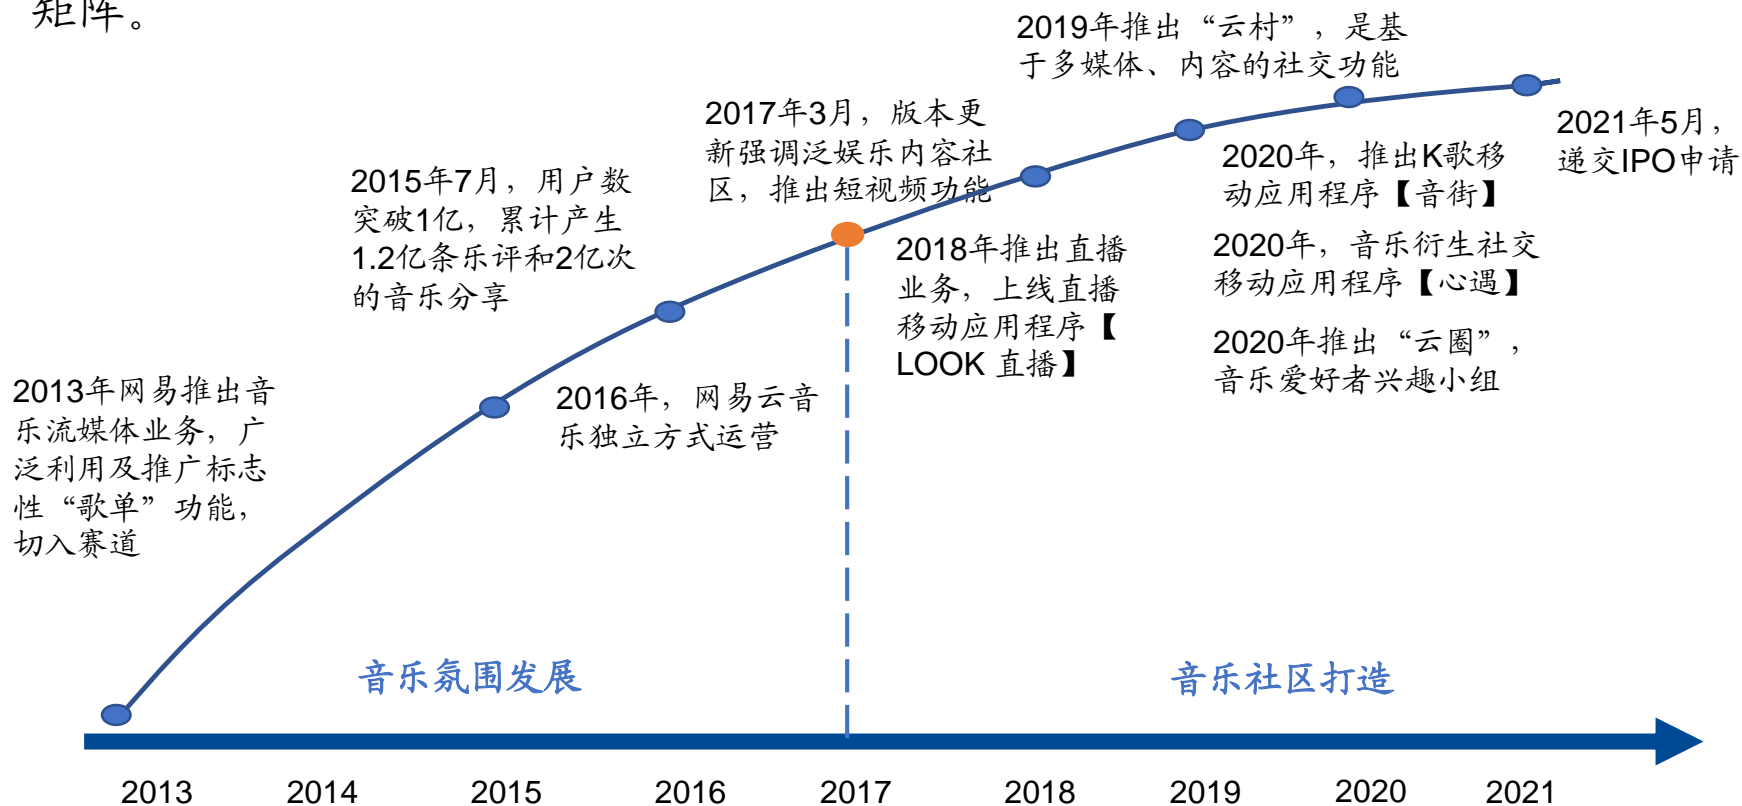 矩阵。
2019年推出“云村”，是基
于多媒体、内容的社交功能
2017年3月，版本更
新强调泛娱乐内容社
区，推出短视频功能
2021年5月，
递交IPO申请
2015年7月，用户数
突破1亿，累计产生
1.2亿条乐评和2亿次
的音乐分享
2020年，推出K歌移
动应用程序【音街】
2020年，音乐衍生社交
移动应用程序【心遇】
2020年推出“云圈”，
音乐爱好者兴趣小组
2018年推出直播
业务，上线直播
移动应用程序【
LOOK 直播】
2013年网易推出音
乐流媒体业务，广
泛利用及推广标志
性“歌单”功能，
切入赛道
2016年，网易云音
乐独立方式运营
音乐氛围发展
音乐社区打造
2013 2014 2015 2016 2017 2018 2019 2020 2021